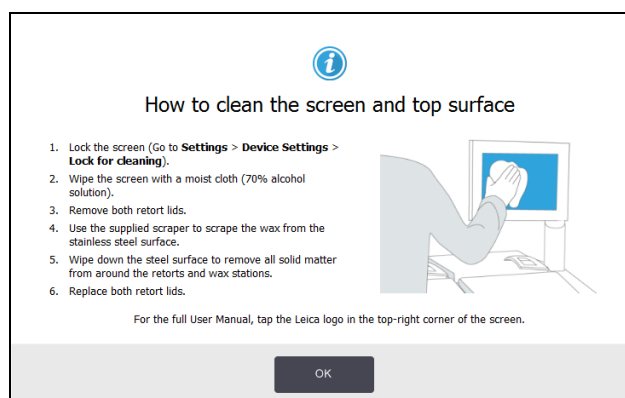 How to clean the screen and top surface
1. Lock the screen (Go to Settings > Device Settings >
Lock for cleaning).
2. Wipe the screen with a moist cloth (70% alcohol
solution).
3. Remove both retort lids.
4. Use the supplied scraper to scrape the wax from the
stainless steel surface.
5. Wipe down the steel surface to remove all solid matter
from around the retorts and wax stations.
6. Replace both retort lids.
For the full User Manual, tap the Leica logo in the top-right corner of the screen.
OK